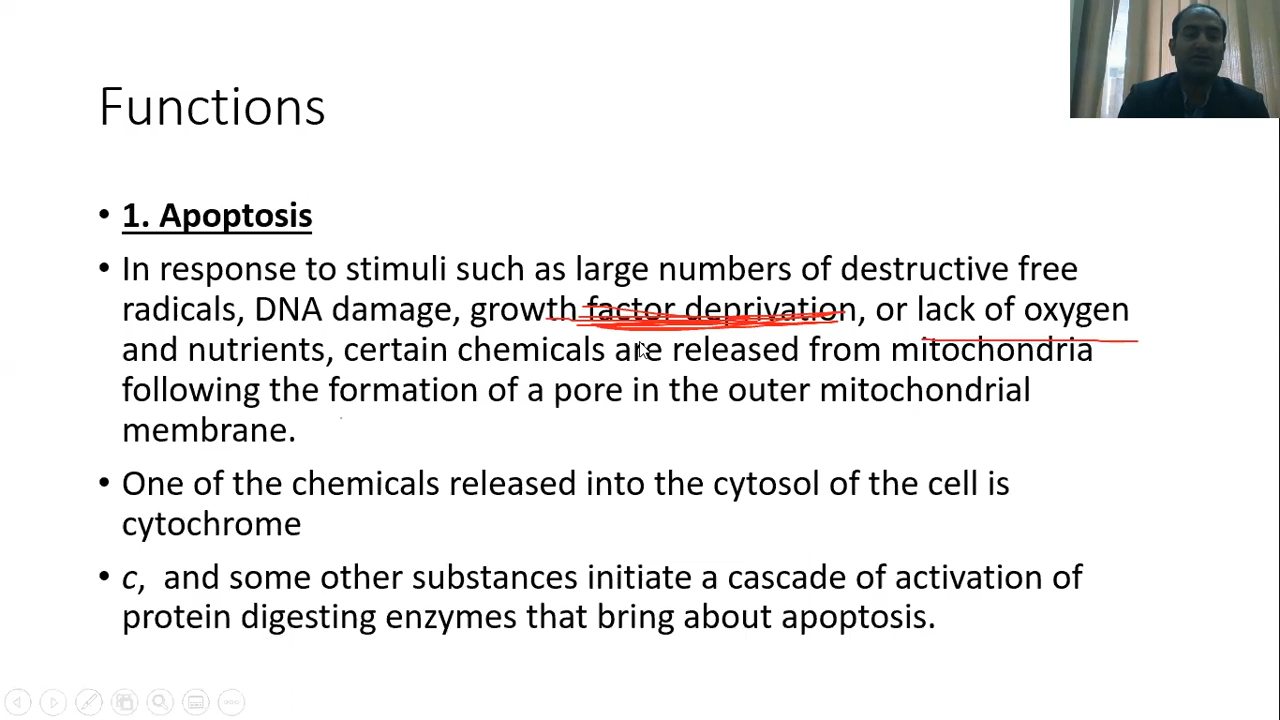 Functions
• 1. Apoptosis
• In response to stimuli such as large numbers of destructive free
radicals, DNA damage, growth factor deprivation, or lack of oxygen
and nutrients, certain chemicals are released from mitochondria
following the formation of a pore in the outer mitochondrial
membrane.
• One of the chemicals released into the cytosol of the cell is
cytochrome
• c, and some other substances initiate a cascade of activation of
protein digesting enzymes that bring about apoptosis.